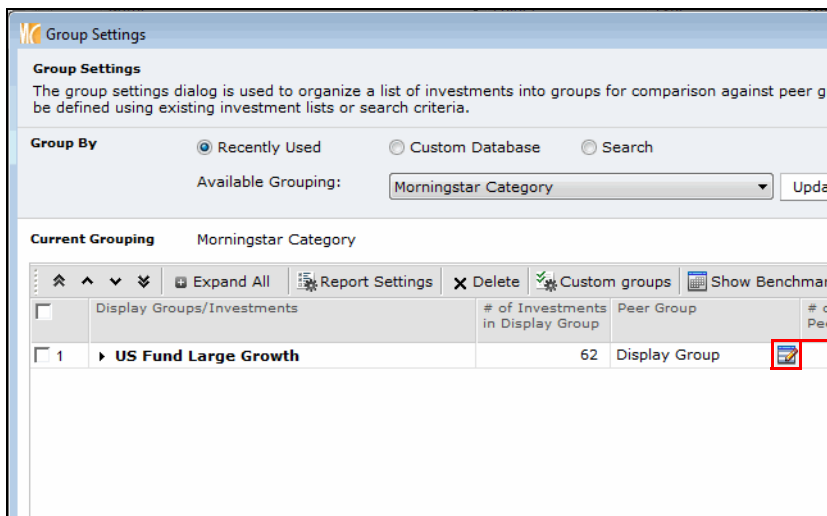 Group Settings
Group Settings
The group settings dialog is used to organize a list of investments into groups for comparison against peer g
be defined using existing investment lists or search criteria.
Group By Recently Used Custom Database Search
Available Grouping: Morningstar Category Upda
Current Grouping Morningstar Category
Expand All Report Settings Delete Custom groups Show Benchmar
Display Groups/Investments # of Investments Peer Group # o
in Display Group Pee
1 US Fund Large Growth 62 Display Group